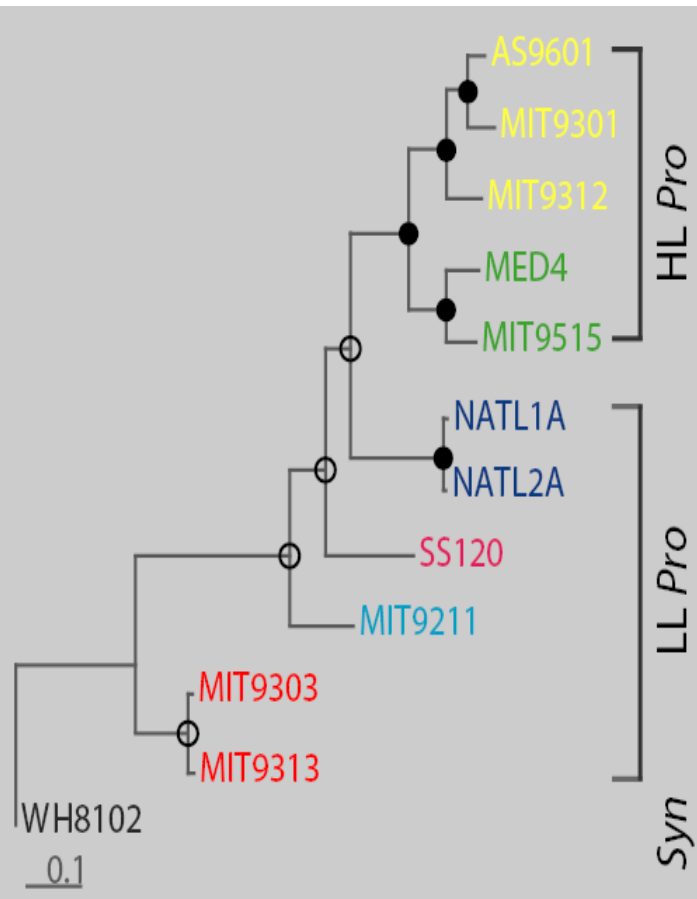 AS9601
MIT9301
MIT9312
MED4
MIT9515
HL Pro
NATL1A
NATL2A
SS120
MIT9211
MIT9303
MIT9313
LL Pro
WH8102
Syn
0.1